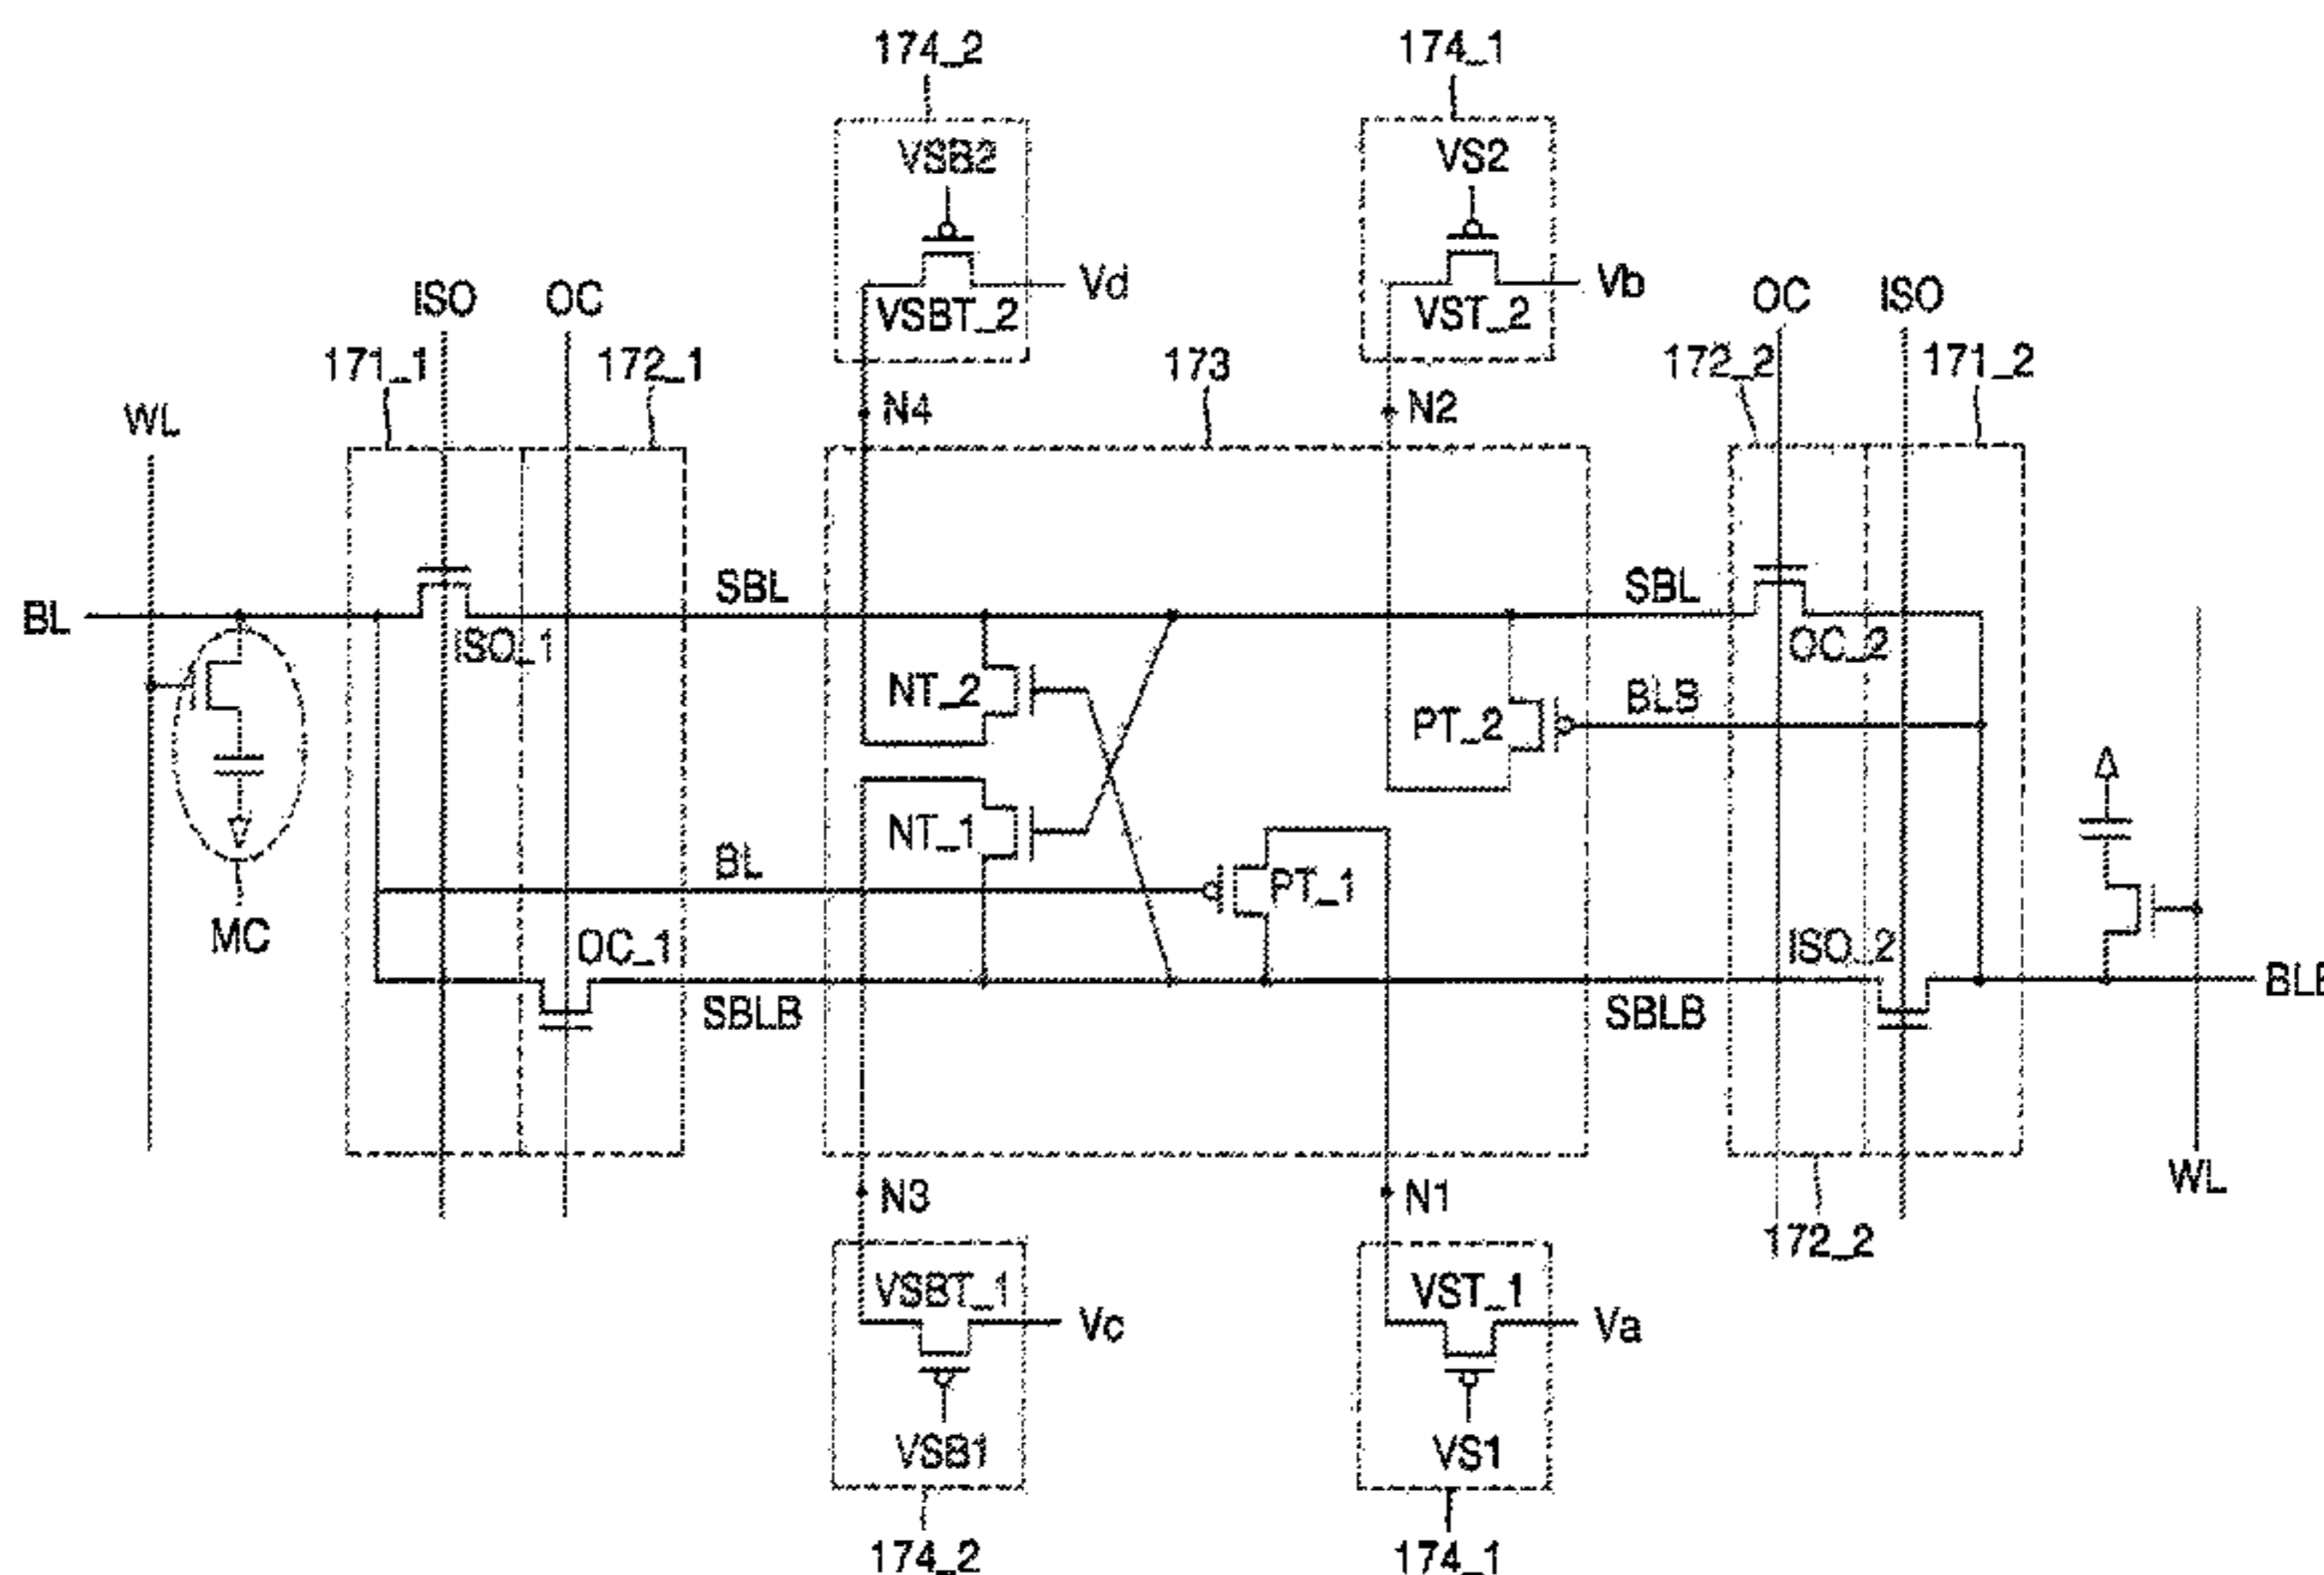 174_2
174_1
VSB2
VS2
VSBT_2
Vd
VST_2
Vb
ISO
OC
OC
ISO
171_1
172_1
173
172_2
171_2
WL
N4
N2
SBL
SBL
BL
ISO_1
OC_2
NT_2
BLB
PT_2
NT_1
BL
PT_1
MC
OC_1
ISO_2
SBLB
SBLB
BLB
WL
N3
N1
172_2
VSBT_1
Vc
VST_1
Va
VSB1
VS1
174_2
174_1